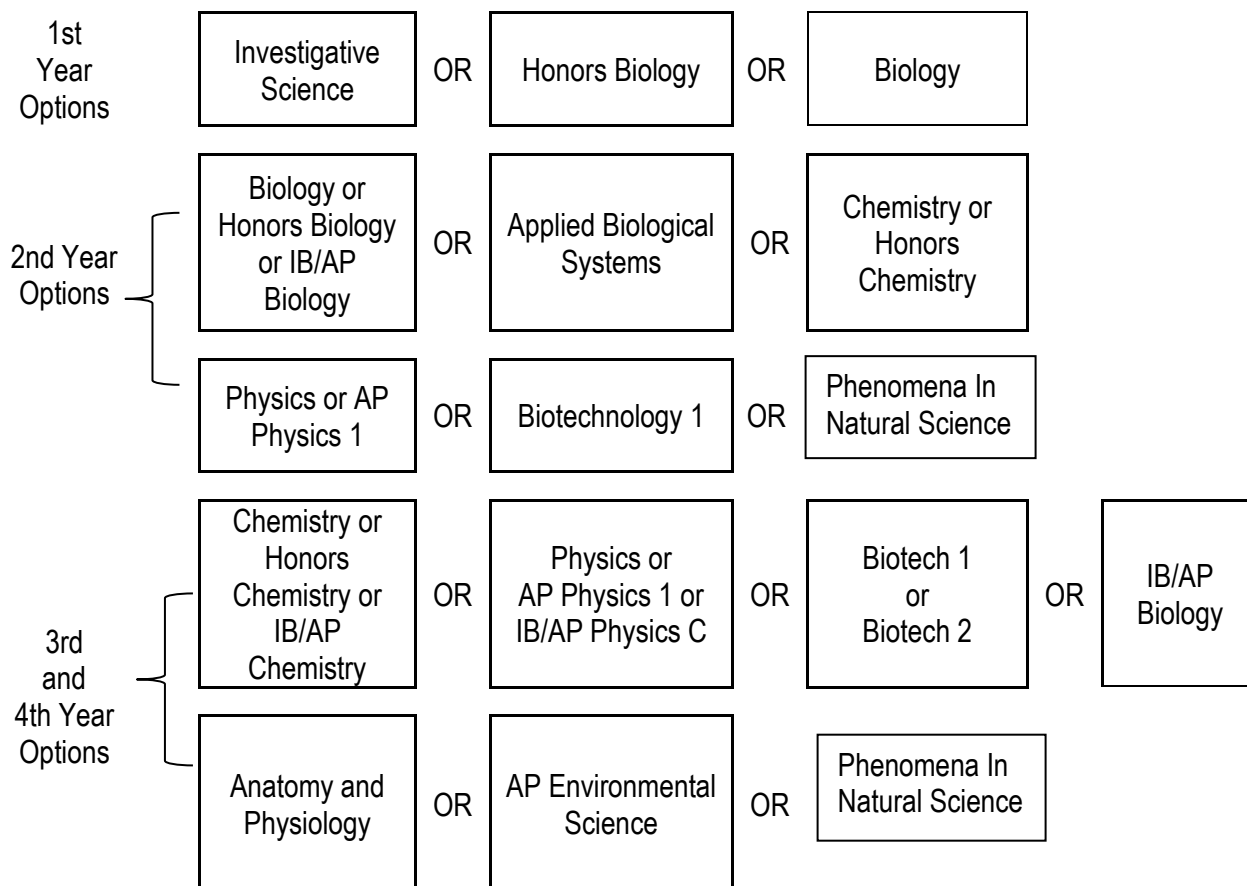 1st
Year
Options
Investigative
Science
OR
Honors Biology
OR
Biology
2nd Year
Options
Biology or
Honors Biology
or IB/AP
Biology
OR
Applied Biological
Systems
OR
Chemistry or
Honors
Chemistry
Physics or AP
Physics 1
OR
Biotechnology 1
OR
Phenomena In
Natural Science
3rd
and
4th Year
Options
Chemistry or
Honors
Chemistry or
IB/AP
Chemistry
OR
Physics or
AP Physics 1 or
IB/AP Physics C
OR
Biotech 1
or
Biotech 2
OR
IB/AP
Biology
Anatomy and
Physiology
OR
AP Environmental
Science
OR
Phenomena In
Natural Science